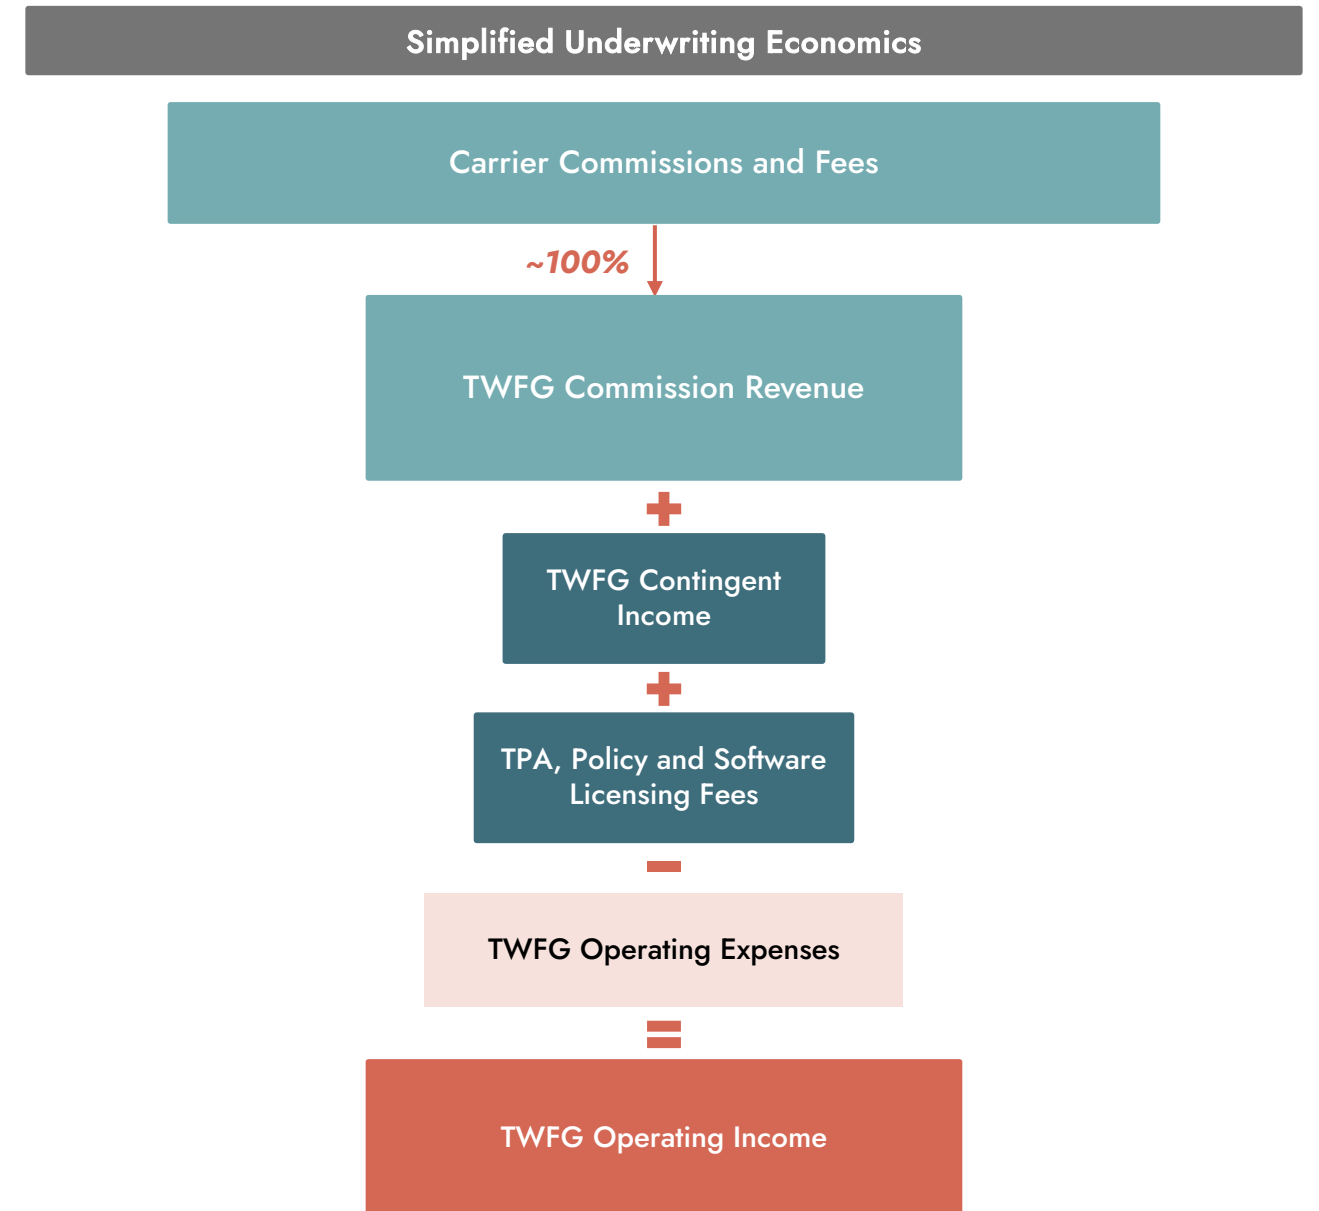 Simplified Underwriting Economics
Carrier Commissions and Fees
~100%
TWFG Commission Revenue
TWFG Contingent
Income
TPA, Policy and Software
Licensing Fees
TWFG Operating Expenses
TWFG Operating Income